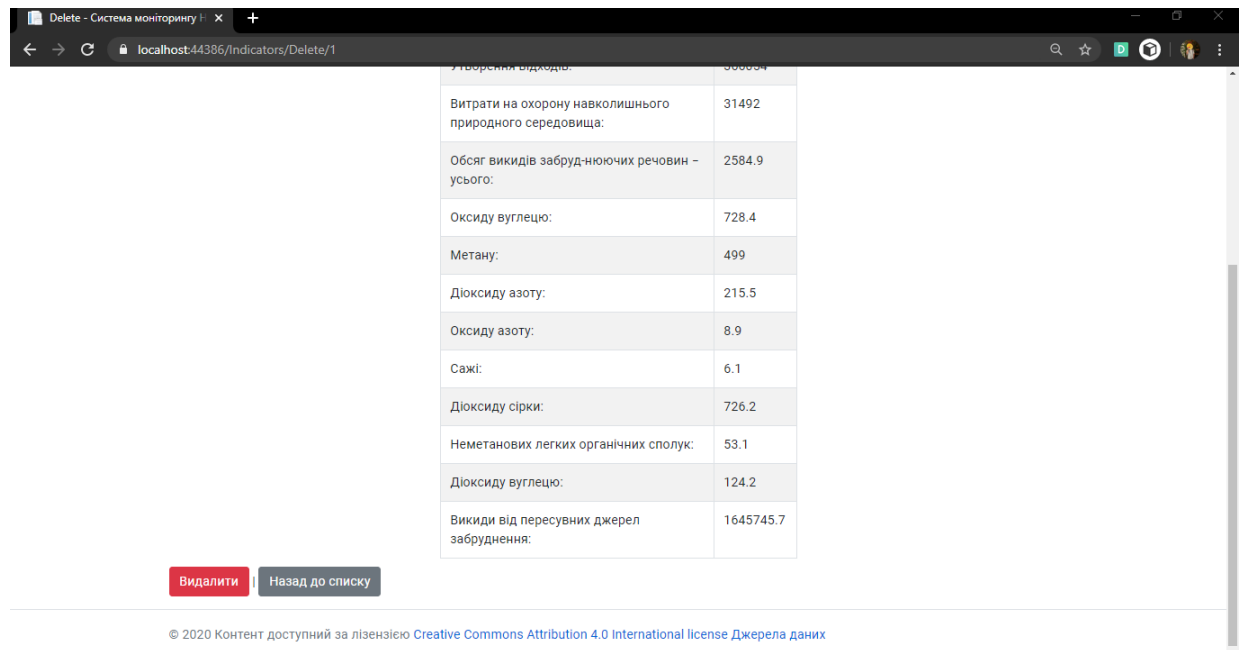 Delete - Система моніторингу Н
localhost:44386/Indicators/Delete/1
Утворення відходів:
Витрати на охорону навколишнього 31492
природного середовища:
Обсяг викидів забруд-нюючих речовин – 2584.9
усього:
Оксиду вуглецю: 728.4
Метану: 499
Діоксиду азоту: 215.5
Оксиду азоту: 8.9
Сажі: 6.1
Діоксиду сірки: 726.2
Неметанових легких органічних сполук: 53.1
Діоксиду вуглецю: 124.2
Викиди від пересувних джерел 1645745.7
забруднення:
Видалити | Назад до списку
© 2020 Контент доступний за лізензією Creative Commons Attribution 4.0 International license Джерела даних